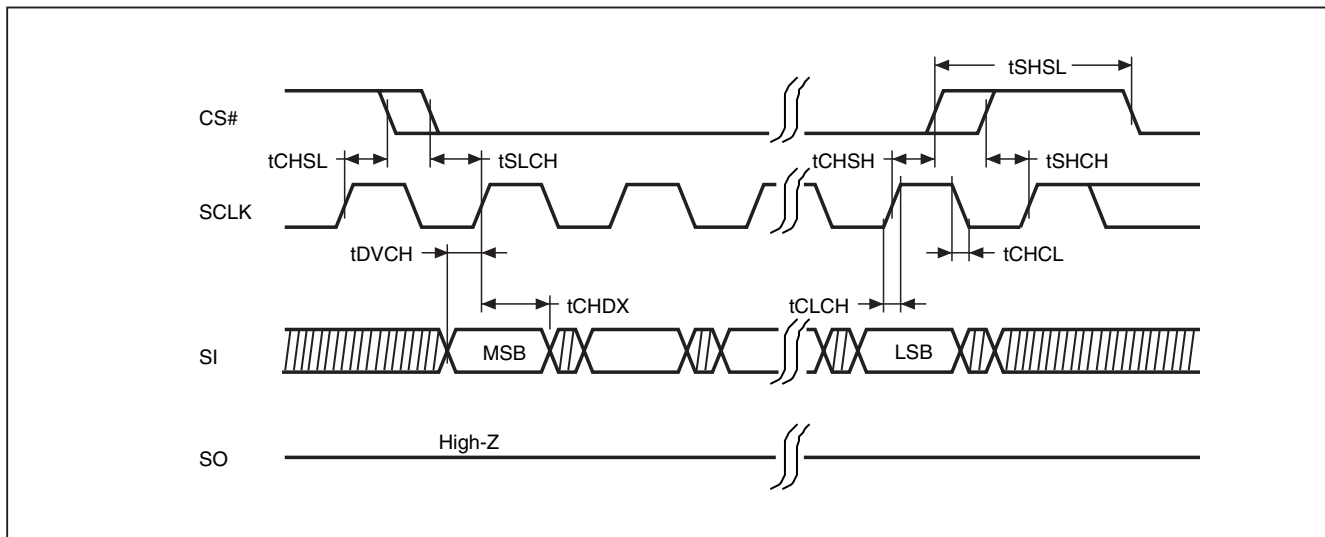 tSHSL
CS#
tCHSL
tSLCH
tCHSH
tSHCH
SCLK
tDVCH
tCHCL
tCHDX
tCLCH
SI
MSB
LSB
High-Z
SO